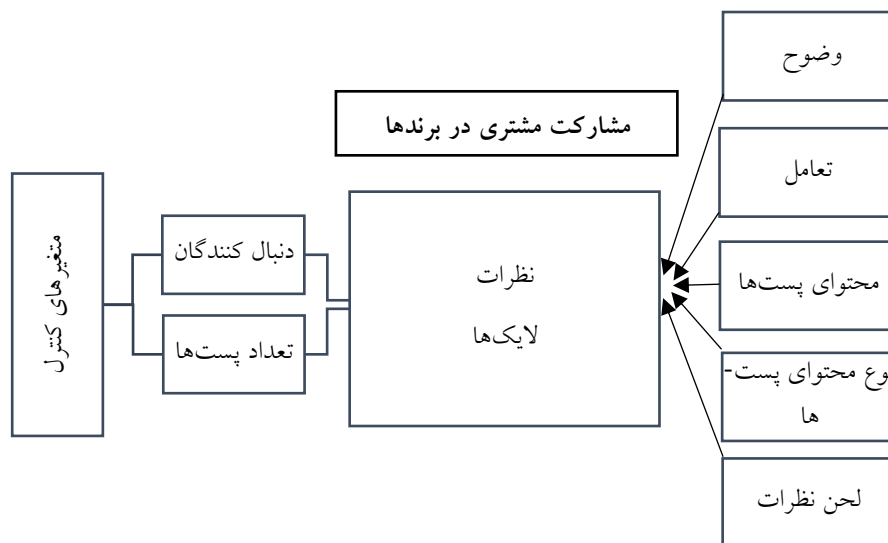 وضوح
مشارکت مشتری در برندها
تعامل
متغیرهای کنترل
دنبال کنندگان
نظرات
محتوای پست‌ها
لایک‌ها
تعداد پست‌ها
محتوای پست-
ها
لحن نظرات